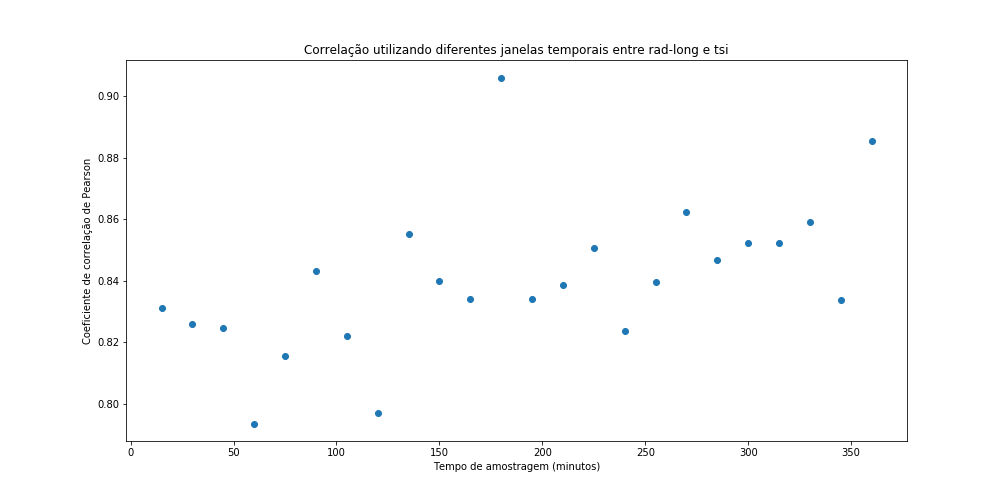 Correlação utilizando diferentes janelas temporais entre rad-long e tsi
Coeficiente de correlação de Pearson
0.90
0.88
0.86
0.84
0.82
0.80
0 50 100 150 200 250 300 350
Tempo de amostragem (minutos)